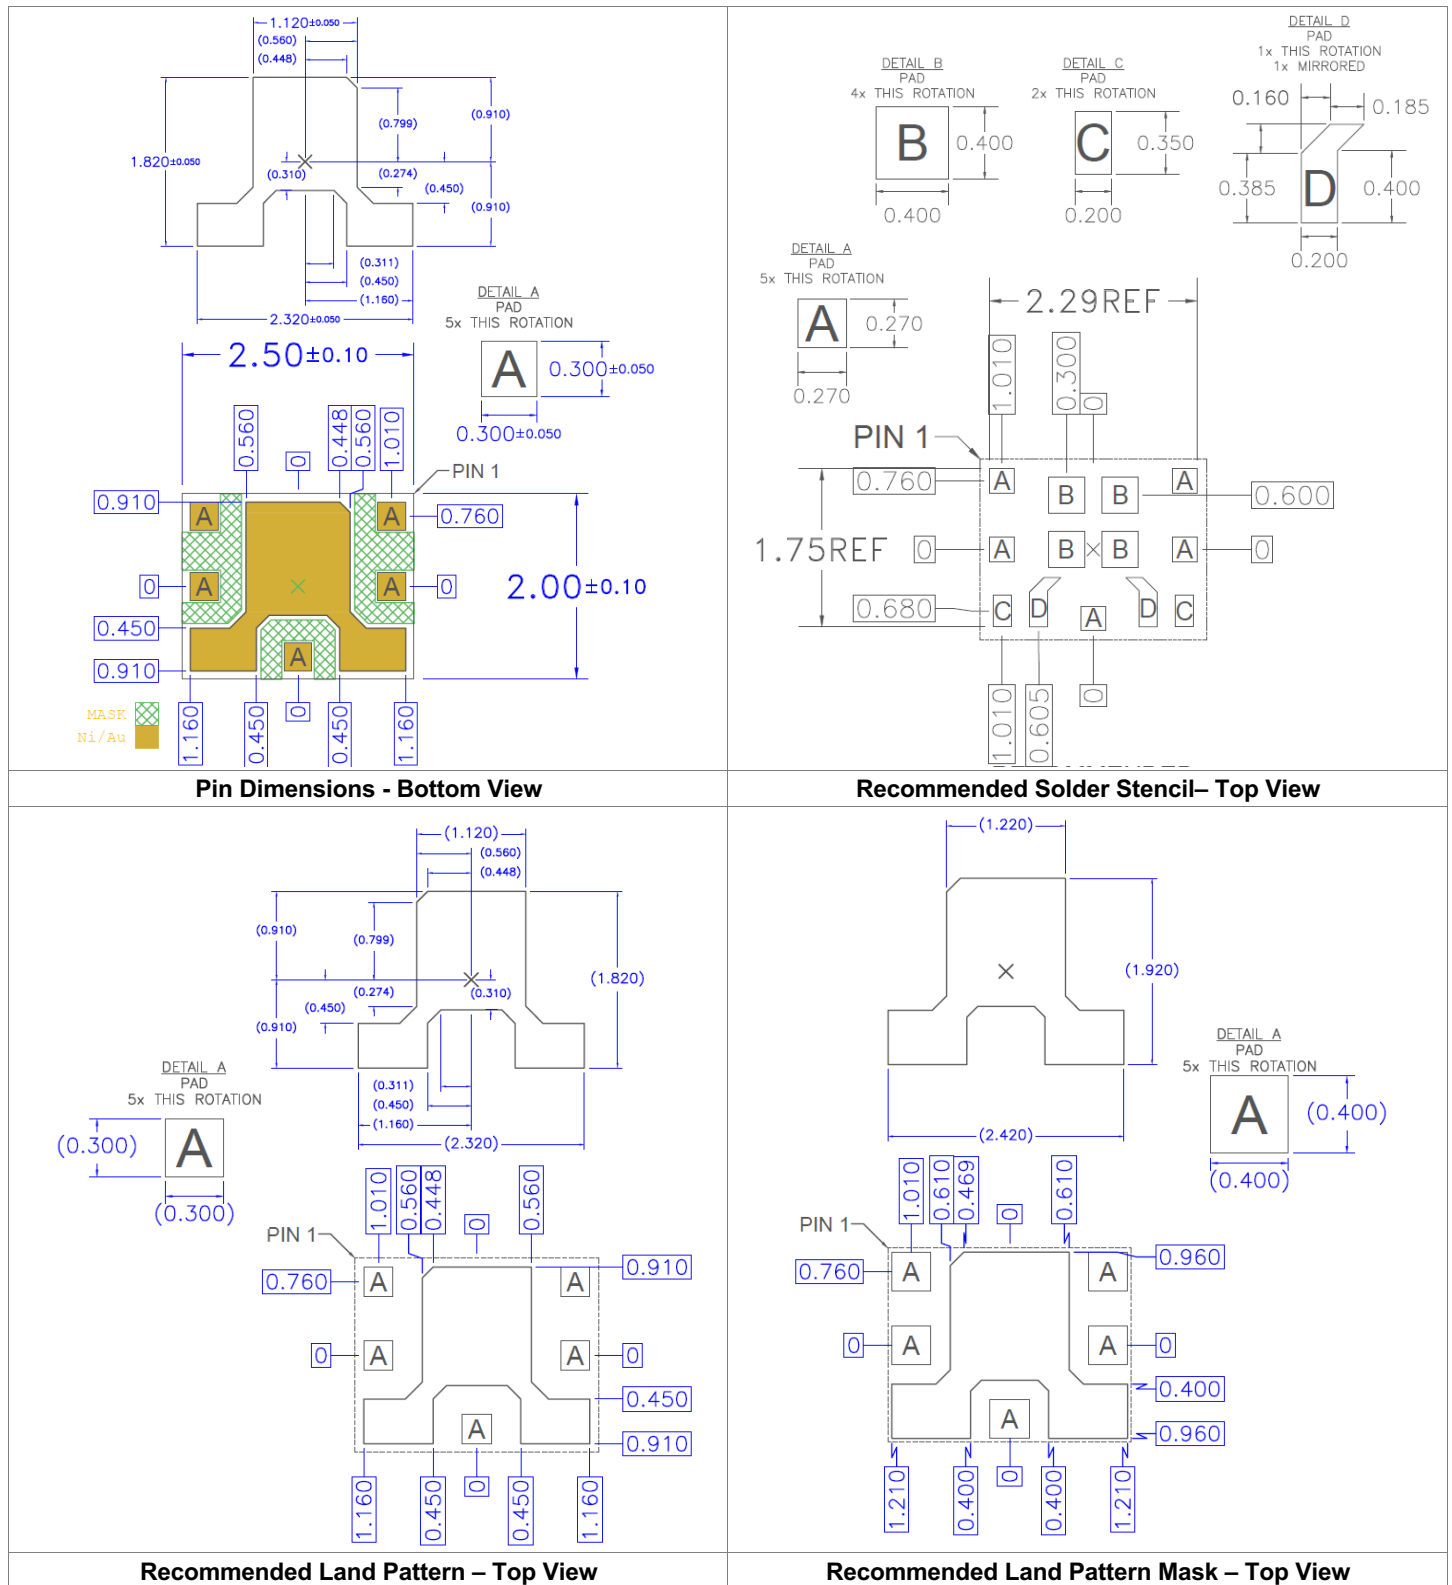 1.120±0.050
(0.560)
(0.448)
(0.799)
(0.910)
1.820±0.050
(0.310)
(0.274)
(0.450)
(0.910)
(0.311)
(0.450)
(1.160)
2.320±0.050
DETAIL A
PAD
5x THIS ROTATION
A
0.300±0.050
0.300±0.050
2.50±0.10
0.560
0
0.448
0.560
1.010
PIN 1
0.910
A
A
0.760
0
A
A
0
2.00±0.10
0.450
A
0.910
MASK
Ni/Au
1.160
0.450
0
0.450
1.160
Pin Dimensions - Bottom View
DETAIL B
PAD
4x THIS ROTATION
B
0.400
0.400
DETAIL C
PAD
2x THIS ROTATION
C
0.350
0.200
DETAIL D
PAD
1x THIS ROTATION
1x MIRRORED
0.160
0.185
0.385
D
0.400
0.200
DETAIL A
PAD
5x THIS ROTATION
A
0.270
0.270
2.29REF
1.010
0.300
0
PIN 1
0.760
A
B
B
A
0.600
1.75REF
0
A
B
B
A
0
0.680
C
D
A
D
C
1.010
0.605
0
Recommended Solder Stencil– Top View
(1.120)
(0.560)
(0.448)
(0.910)
(0.799)
(1.820)
(0.274)
(0.310)
(0.450)
(0.910)
(0.311)
(0.450)
(1.160)
(2.320)
DETAIL A
PAD
5x THIS ROTATION
(0.300)
A
(0.300)
1.010
0.560
0.448
0
0.560
PIN 1
0.760
A
A
0.910
0
A
A
0
0.450
A
0.910
1.160
0.450
0
0.450
1.160
Recommended Land Pattern – Top View
(1.220)
(1.920)
(2.420)
DETAIL A
PAD
5x THIS ROTATION
A
(0.400)
(0.400)
1.010
0.610
0.469
0
0.610
PIN 1
0.760
A
A
0.960
0
A
A
0
0.400
A
0.960
1.210
0.400
0
0.400
1.210
Recommended Land Pattern Mask – Top View